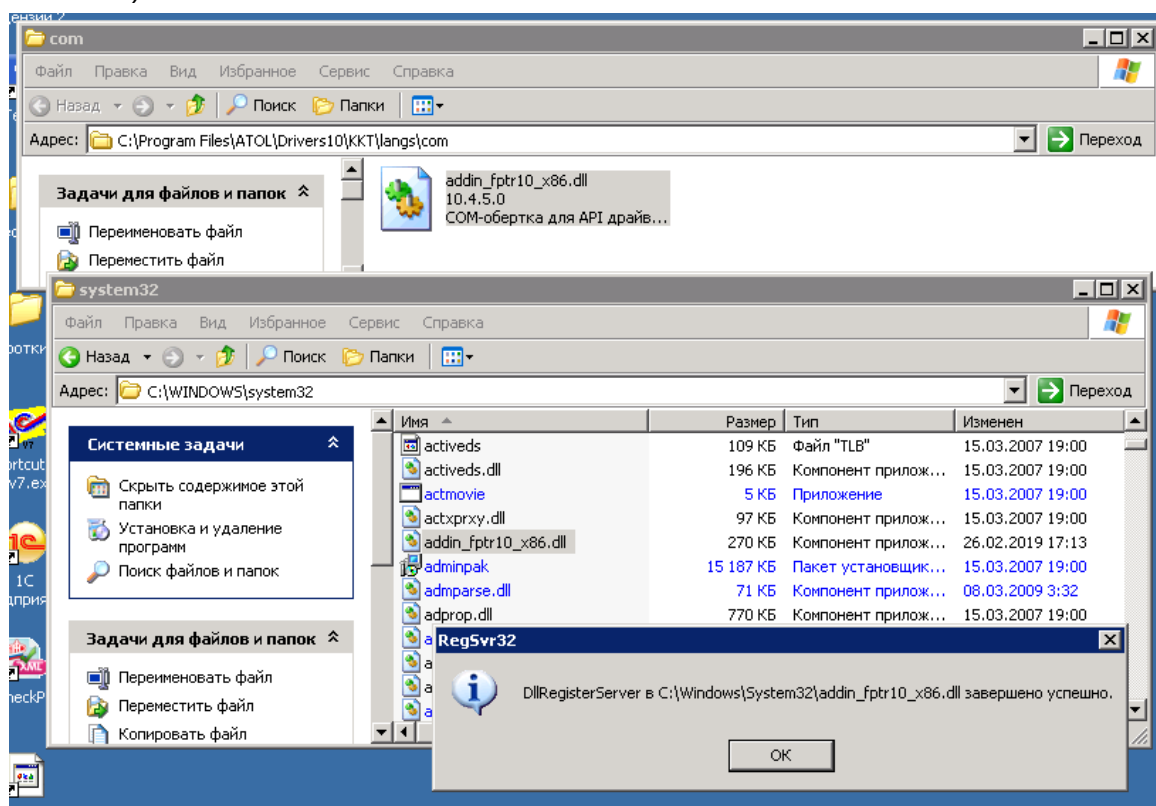 com
Файл Правка Вид Избранное Сервис Справка
Назад Поиск Папки
Адрес: C:\Program Files\ATOL\Drivers10\KKT\langs\com Переход
Задачи для файлов и папок
Переименовать файл
Переместить файл
addin_fptr10_x86.dll
10.4.5.0
COM-обертка для API драйв...
system32
Файл Правка Вид Избранное Сервис Справка
Назад Поиск Папки
Адрес: C:\WINDOWS\system32 Переход
Системные задачи
Скрыть содержимое этой
папки
Установка и удаление
программ
Поиск файлов и папок
Задачи для файлов и папок
Переименовать файл
Переместить файл
Копировать файл
Имя Размер Тип Изменен
activeds 109 КБ Файл "TLB" 15.03.2007 19:00
activeds.dll 196 КБ Компонент прилож... 15.03.2007 19:00
actmovie 5 КБ Приложение 15.03.2007 19:00
actxprxy.dll 97 КБ Компонент прилож... 15.03.2007 19:00
addin_fptr10_x86.dll 270 КБ Компонент прилож... 26.02.2019 17:13
adminpak 15 187 КБ Пакет установщик... 15.03.2007 19:00
admparse.dll 71 КБ Компонент прилож... 08.03.2009 3:32
adprop.dll 770 КБ Компонент прилож... 15.03.2007 19:00
RegSvr32
DllRegisterServer в C:\Windows\System32\addin_fptr10_x86.dll завершено успешно.
ОК
1С